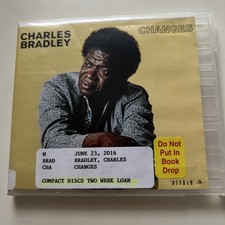 CHARLES
BRADLEY
CHANGES
Do Not
Put In
Book
Drop
M JUNE 23, 2016
BRAD BRADLEY, CHARLES
CHA CHANGES
COMPACT DISCS TWO WEEK LOAN